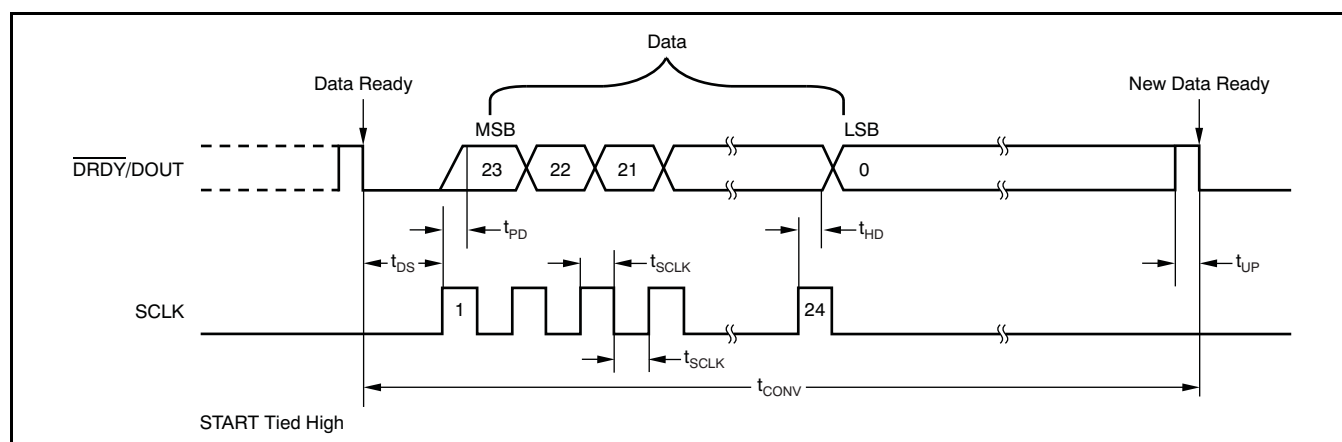 Data
Data Ready
New Data Ready
MSB
LSB
DRDY/DOUT
23
22
21
0
tPD
tHD
tDS
tSCLK
tUP
SCLK
1
24
tSCLK
tCONV
START Tied High